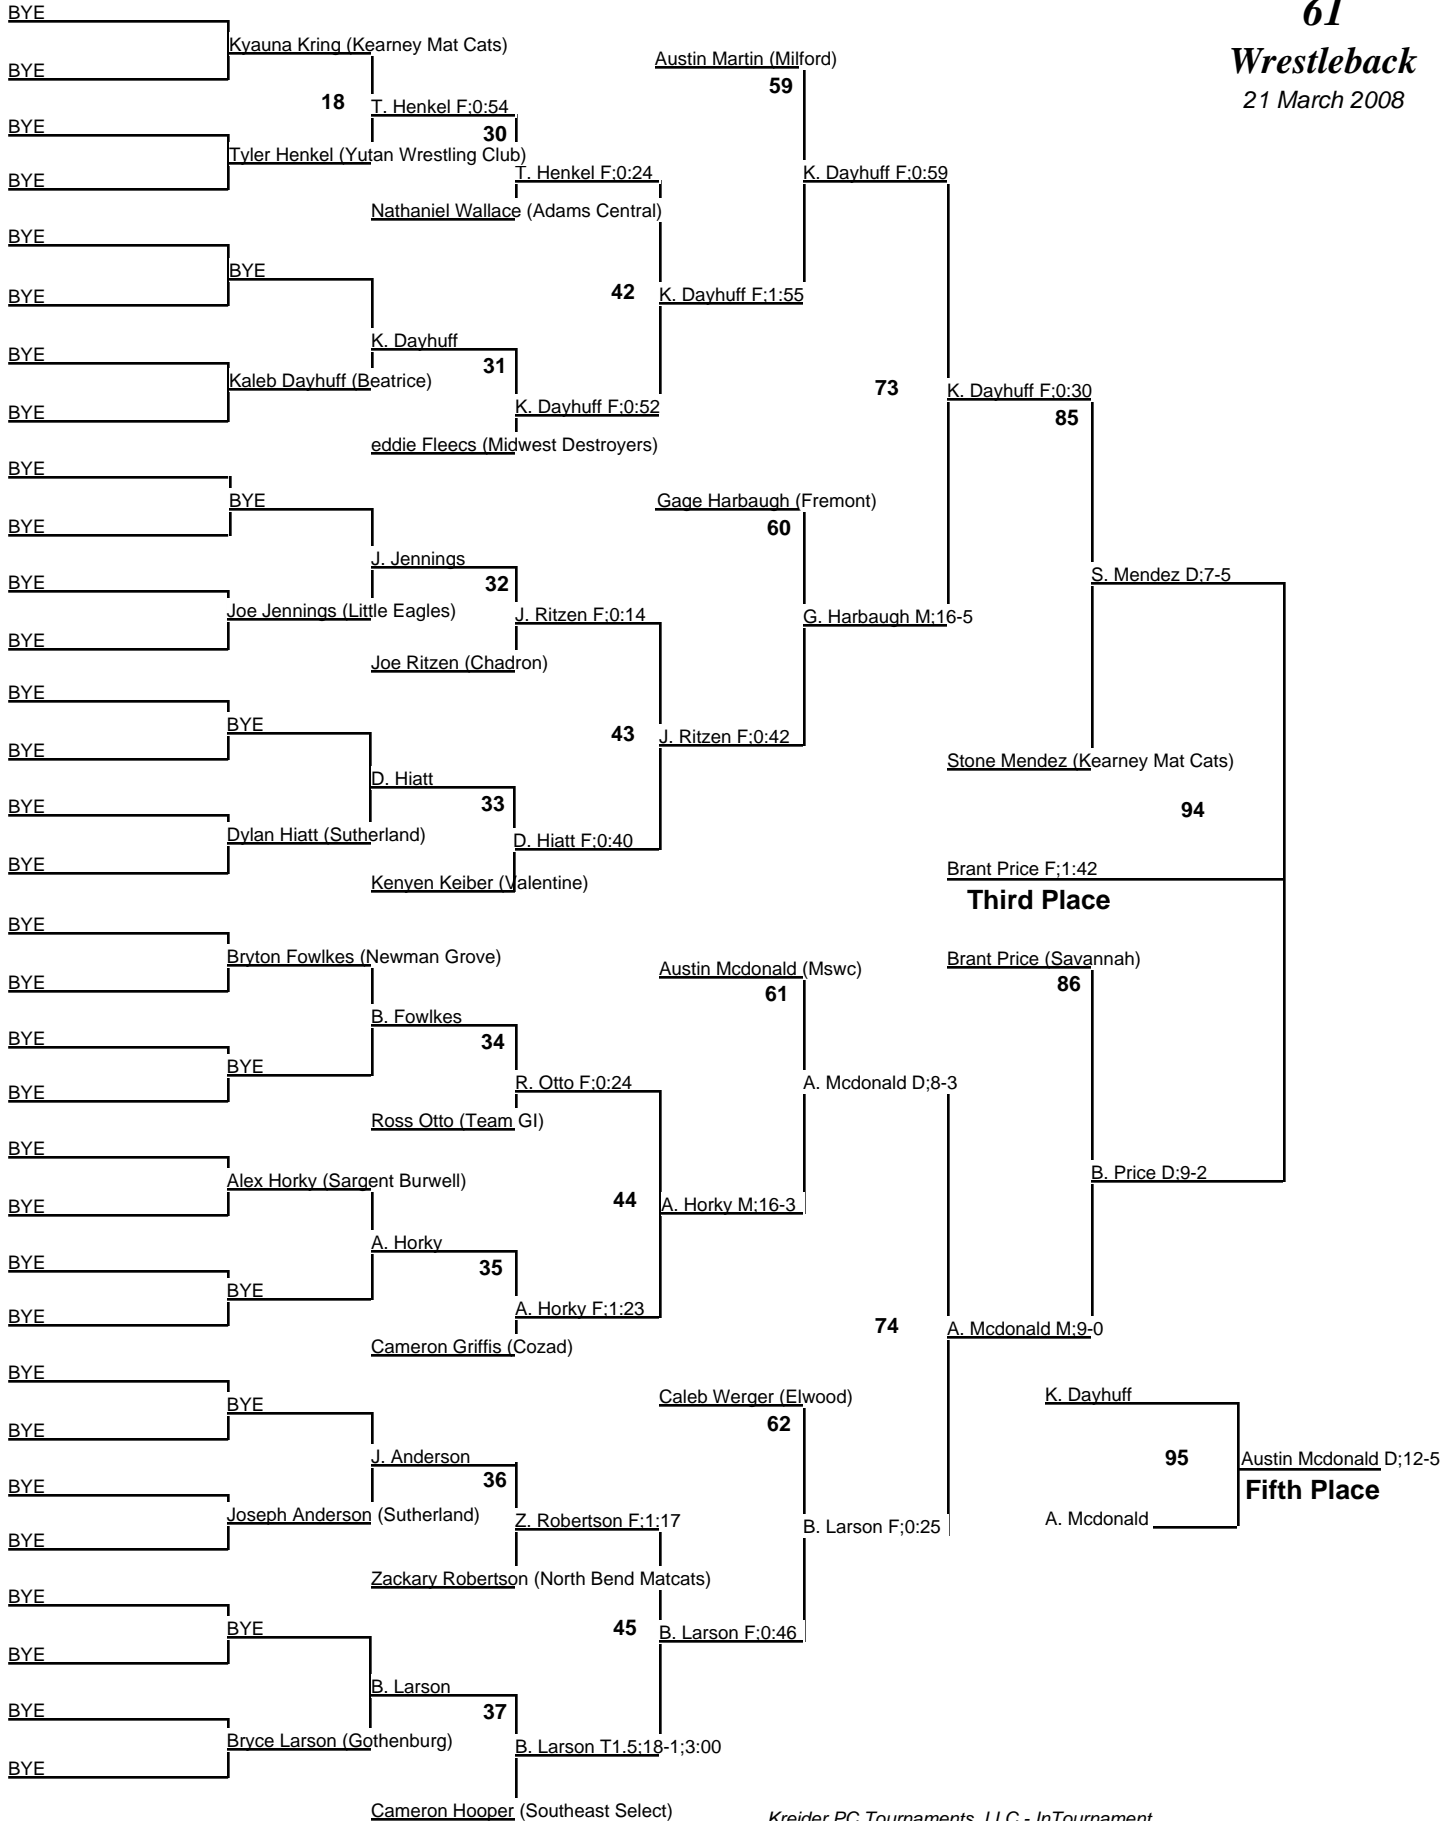 BYE
61
Kyauna Kring (Kearney Mat Cats)
Austin Martin (Milford)
Wrestleback
BYE
59
18
T. Henkel F;0:54
21 March 2008
BYE
30
Tyler Henkel (Yutan Wrestling Club)
T. Henkel F;0:24
K. Dayhuff F;0:59
BYE
Nathaniel Wallace (Adams Central)
BYE
BYE
42
K. Dayhuff F;1:55
BYE
K. Dayhuff
BYE
31
Kaleb Dayhuff (Beatrice)
73
K. Dayhuff F;0:30
K. Dayhuff F;0:52
BYE
85
eddie Fleecs (Midwest Destroyers)
BYE
BYE
Gage Harbaugh (Fremont)
BYE
60
J. Jennings
S. Mendez D;7-5
BYE
32
Joe Jennings (Little Eagles)
J. Ritzen F;0:14
G. Harbaugh M;16-5
BYE
Joe Ritzen (Chadron)
BYE
BYE
43
J. Ritzen F;0:42
BYE
Stone Mendez (Kearney Mat Cats)
D. Hiatt
BYE
33
94
Dylan Hiatt (Sutherland)
D. Hiatt F;0:40
BYE
Brant Price F;1:42
Kenyen Keiber (Valentine)
Third Place
BYE
Bryton Fowlkes (Newman Grove)
Austin Mcdonald (Mswc)
Brant Price (Savannah)
BYE
61
86
B. Fowlkes
BYE
34
BYE
R. Otto F;0:24
A. Mcdonald D;8-3
BYE
Ross Otto (Team GI)
BYE
Alex Horky (Sargent Burwell)
B. Price D;9-2
BYE
44
A. Horky M;16-3
A. Horky
BYE
35
BYE
A. Horky F;1:23
BYE
74
A. Mcdonald M;9-0
Cameron Griffis (Cozad)
BYE
BYE
Caleb Werger (Elwood)
K. Dayhuff
BYE
62
J. Anderson
95
Austin Mcdonald D;12-5
BYE
36
Fifth Place
Joseph Anderson (Sutherland)
Z. Robertson F;1:17
B. Larson F;0:25
A. Mcdonald
BYE
Zackary Robertson (North Bend Matcats)
BYE
BYE
45
B. Larson F;0:46
BYE
B. Larson
BYE
37
Bryce Larson (Gothenburg)
B. Larson T1.5;18-1;3:00
BYE
Cameron Hooper (Southeast Select)
Kreider PC Tournaments, LLC - InTournament